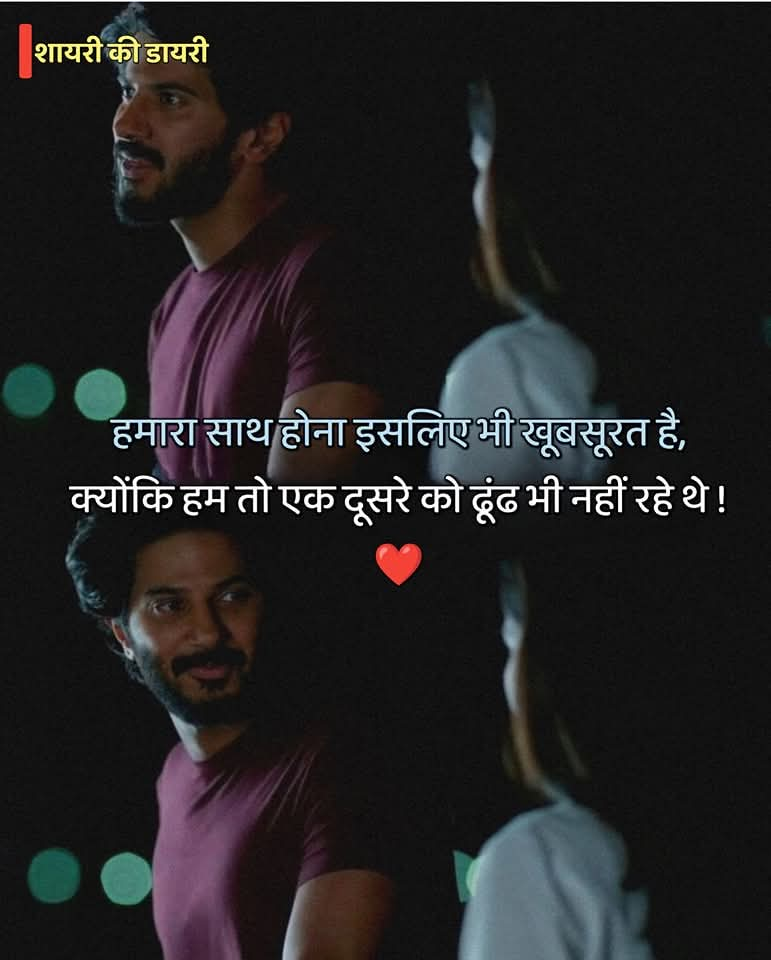 शायरी की डायरी
हमारा साथ होना इसलिए भी खूबसूरत है,
क्योंकि हम तो एक दूसरे को ढूंढ भी नहीं रहे थे !